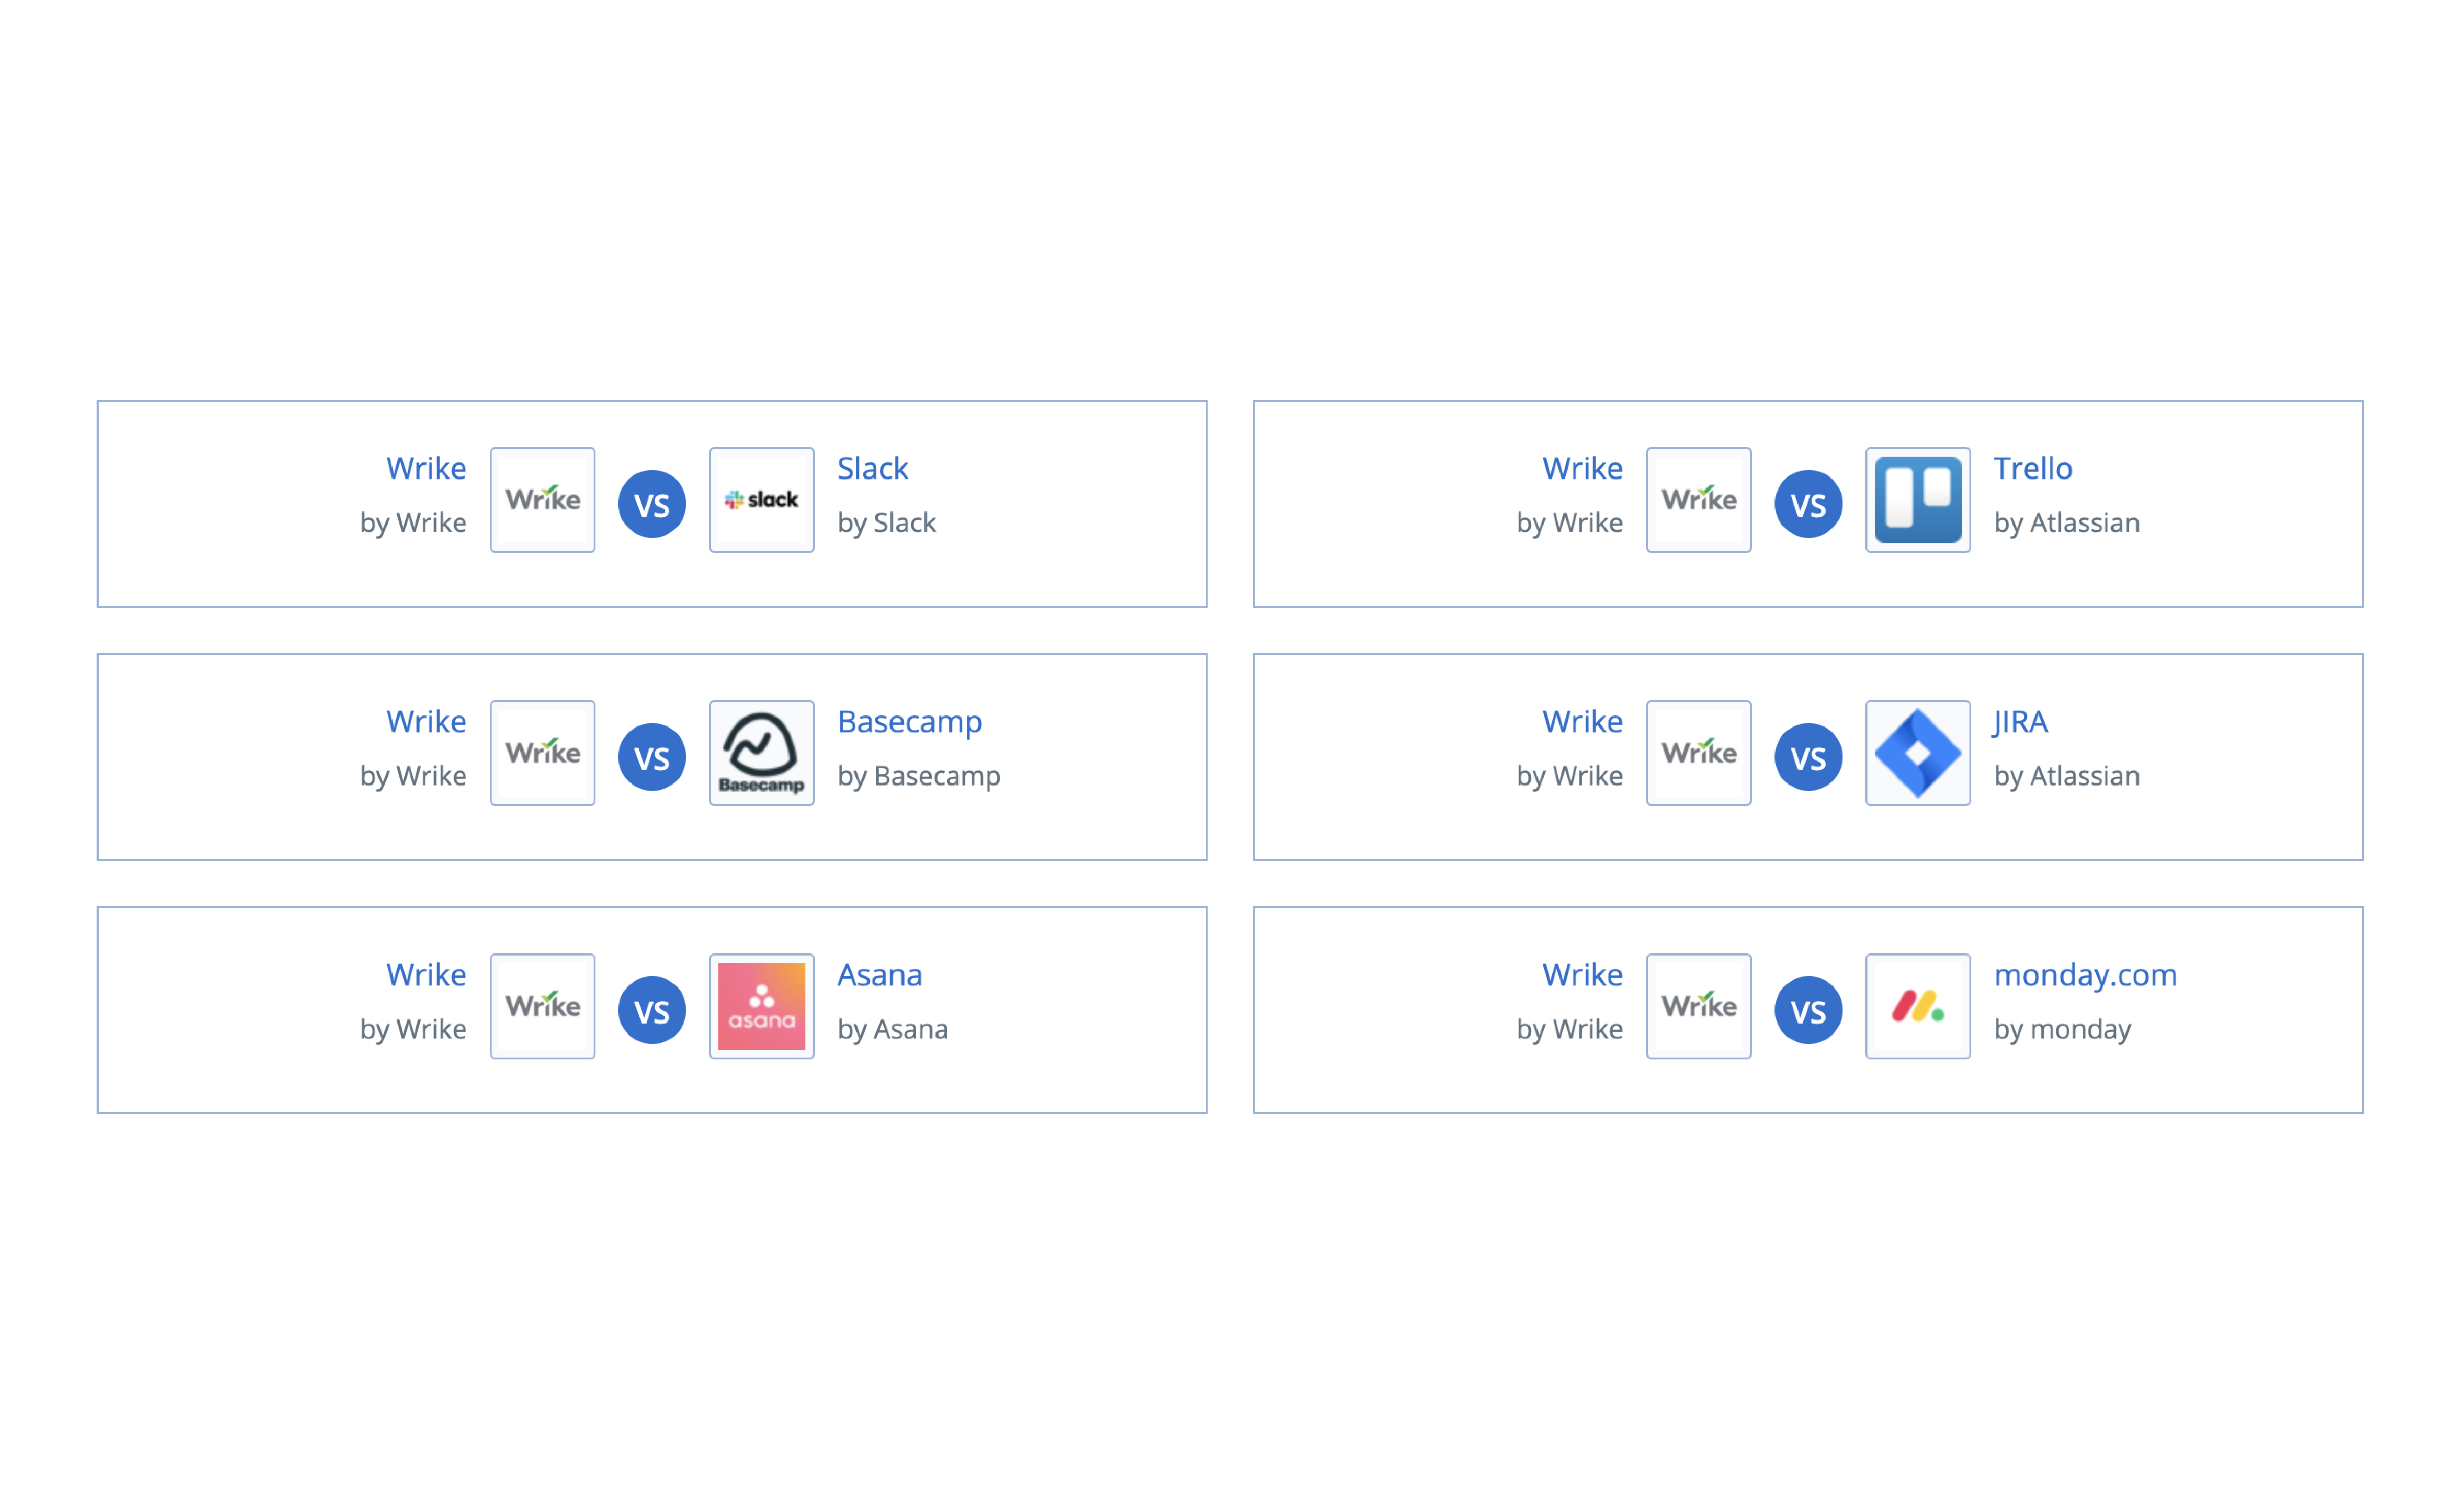 Wrike
by Wrike
Wrike
VS
slack
Slack
by Slack
Wrike
by Wrike
Wrike
VS
Trello
by Atlassian
Wrike
by Wrike
Wrike
VS
Basecamp
Basecamp
by Basecamp
Wrike
by Wrike
Wrike
VS
JIRA
by Atlassian
Wrike
by Wrike
Wrike
VS
asana
Asana
by Asana
Wrike
by Wrike
Wrike
VS
monday.com
by monday